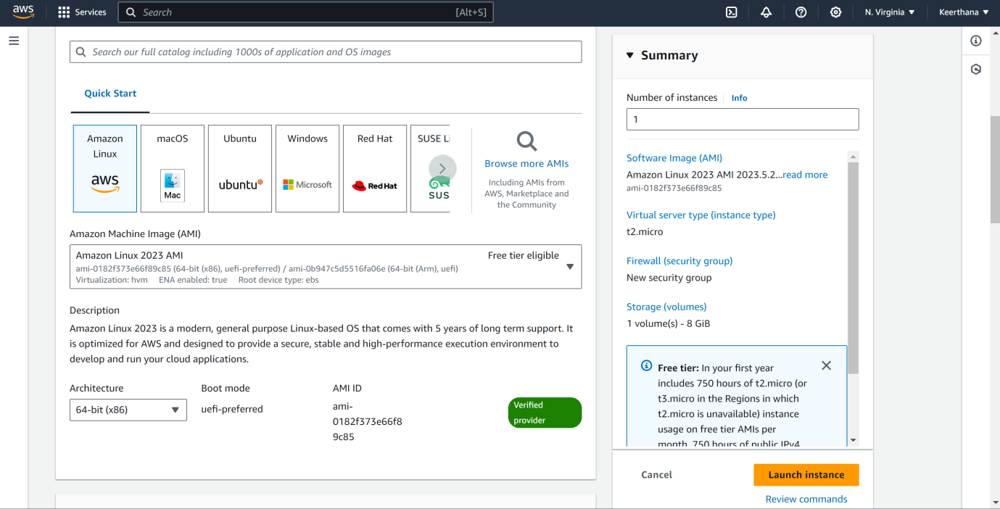 aws
Services
Search
[Alt+S]
N. Virginia
Keerthana
Search our full catalog including 1000s of application and OS images
Quick Start
Amazon
Linux
aws
macOS
Mac
Ubuntu
ubuntu
Windows
Microsoft
Red Hat
Red Hat
SUSE Li
SUS
Browse more AMIs
Including AMIs from
AWS, Marketplace and
the Community
Amazon Machine Image (AMI)
Amazon Linux 2023 AMI
Free tier eligible
ami-0182f373e66f89c85 (64-bit (x86), uefi-preferred) / ami-0b947c5d5516fa06e (64-bit (Arm), uefi)
Virtualization: hvm ENA enabled: true Root device type: ebs
Description
Amazon Linux 2023 is a modern, general purpose Linux-based OS that comes with 5 years of long term support. It
is optimized for AWS and designed to provide a secure, stable and high-performance execution environment to
develop and run your cloud applications.
Architecture
64-bit (x86)
Boot mode
uefi-preferred
AMI ID
ami-
0182f373e66f8
9c85
Verified
provider
Summary
Number of instances
Info
1
Software Image (AMI)
Amazon Linux 2023 AMI 2023.5.2...read more
ami-0182f373e66f89c85
Virtual server type (instance type)
t2.micro
Firewall (security group)
New security group
Storage (volumes)
1 volume(s) - 8 GiB
Free tier: In your first year
includes 750 hours of t2.micro (or
t3.micro in the Regions in which
t2.micro is unavailable) instance
usage on free tier AMIs per
month, 750 hours of public IPv4
Cancel
Launch instance
Review commands